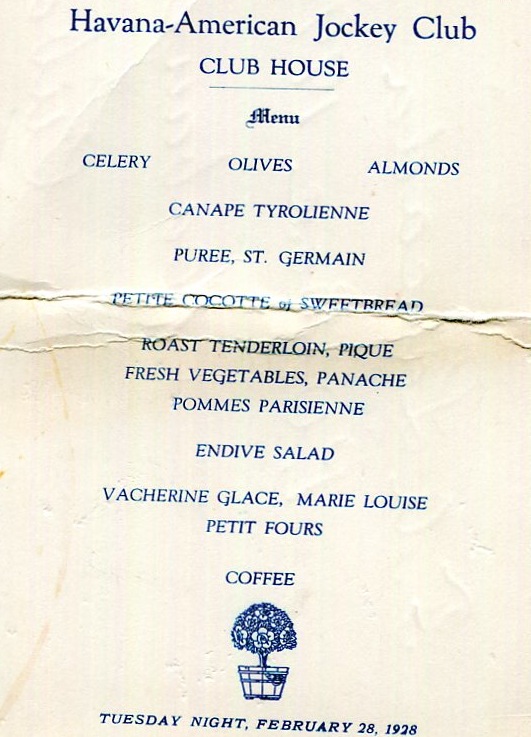 Havana-American Jockey Club
CLUB HOUSE
Menu
CELERY OLIVES ALMONDS
CANAPE TYROLIENNE
PUREE, ST. GERMAIN
PETITE COCOTTE of SWEETBREAD
ROAST TENDERLOIN, PIQUE
FRESH VEGETABLES, PANACHE
POMMES PARISIENNE
ENDIVE SALAD
VACHERINE GLACE, MARIE LOUISE
PETIT FOURS
COFFEE
TUESDAY NIGHT, FEBRUARY 28, 1928